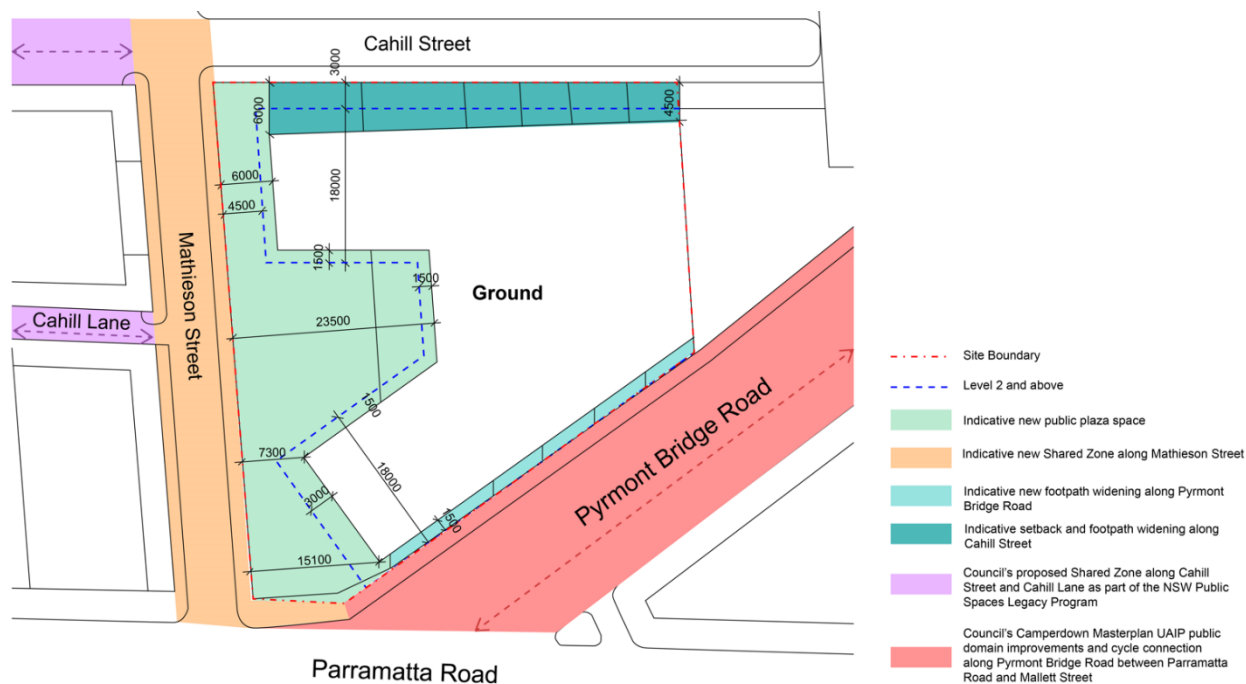 Cahill Street
3000
6000
4500
6000
4500
18000
1500
1500
Ground
Mathieson Street
Cahill Lane
23500
1500
7300
18000
3000
1500
15100
Pyrmont Bridge Road
Parramatta Road
Site Boundary
Level 2 and above
Indicative new public plaza space
Indicative new Shared Zone along Mathieson Street
Indicative new footpath widening along Pyrmont
Bridge Road
Indicative setback and footpath widening along
Cahill Street
Council's proposed Shared Zone along Cahill
Street and Cahill Lane as part of the NSW Public
Spaces Legacy Program
Council's Camperdown Masterplan UAIP public
domain improvements and cycle connection
along Pyrmont Bridge Road between Parramatta
Road and Mallett Street